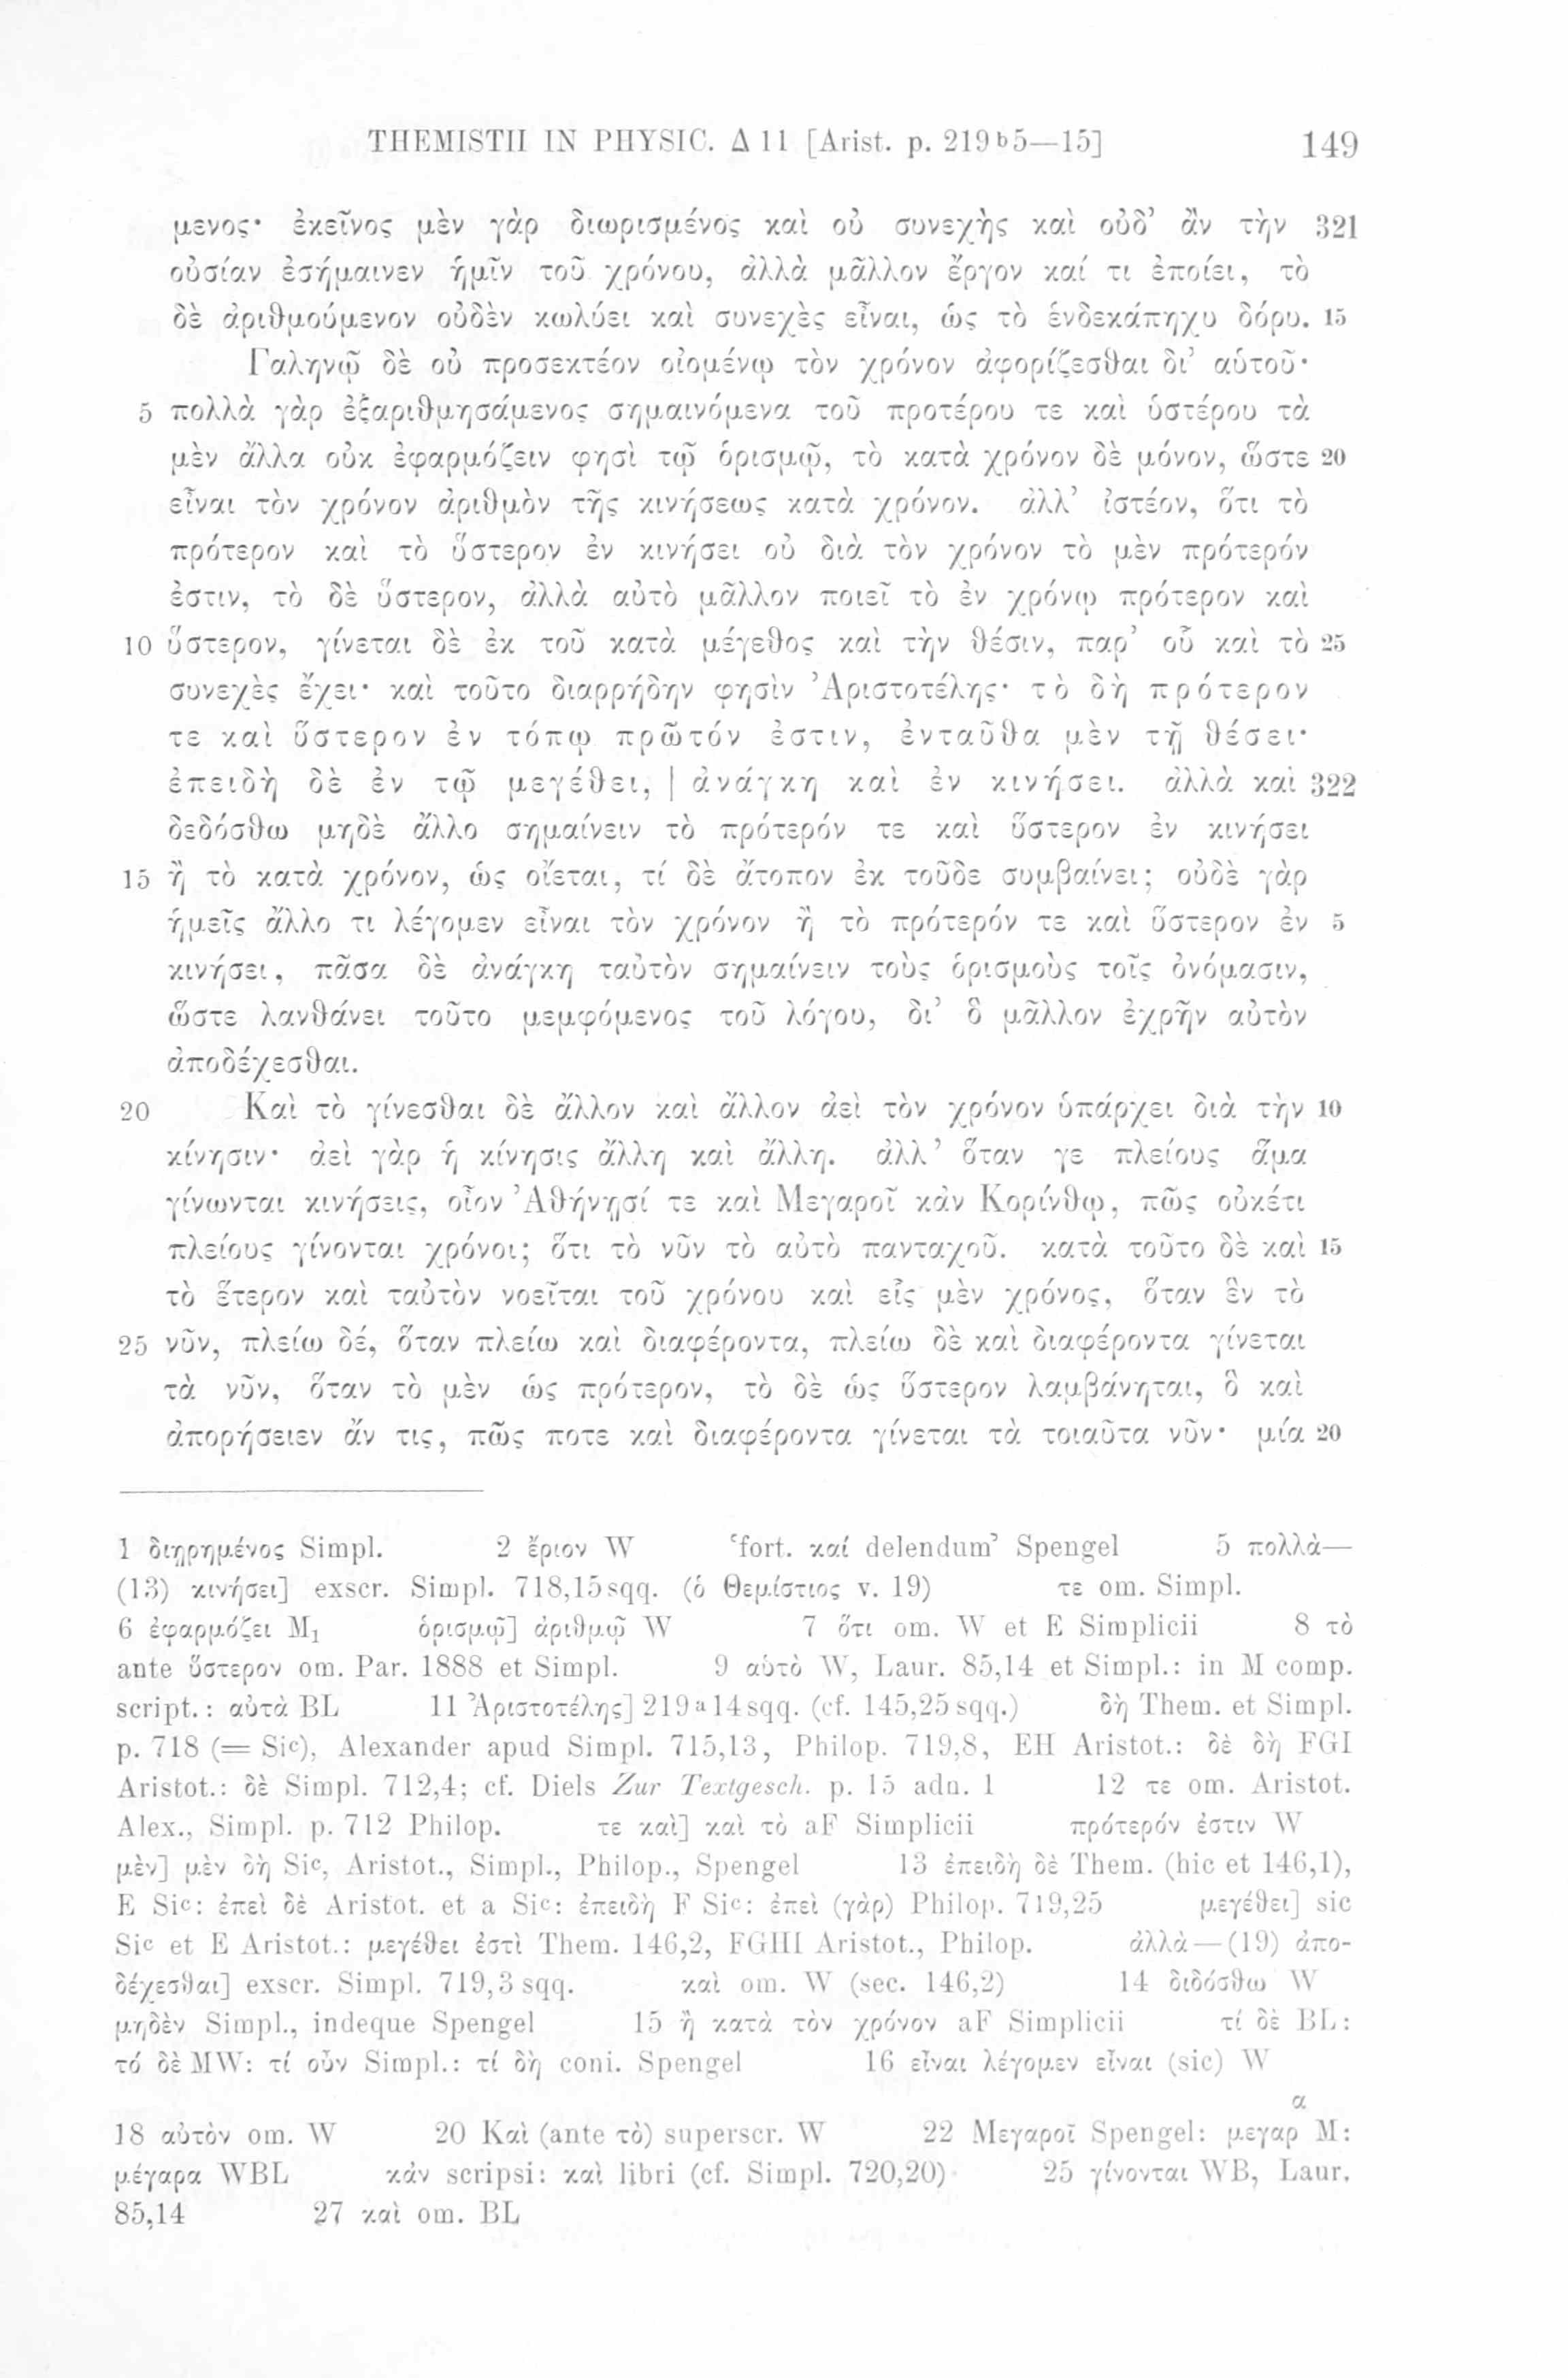 THEMISTII IN PHYSIC. Δ 11 [Arist. p. 219ᵇ5—15] 149
μενος· ἐκεῖνος μὲν γὰρ διωρισμένος καὶ οὐ συνεχὴς καὶ οὐδ’ ἂν τὴν 321
οὐσίαν ἐσήμαινεν ἡμῖν τοῦ χρόνου, ἀλλὰ μᾶλλον ἔργον καί τι ἐποίει, τὸ
δὲ ἀριθμούμενον οὐδὲν κωλύει καὶ συνεχὲς εἶναι, ὡς τὸ ἑνδεκάπηχυ δόρυ. 15
Γαληνῷ δὲ οὐ προσεκτέον οἰομένῳ τὸν χρόνον ἀφορίζεσθαι δι’ αὑτοῦ·
5 πολλὰ γὰρ ἐξαριθμησάμενος σημαινόμενα τοῦ προτέρου τε καὶ ὑστέρου τὰ
μὲν ἄλλα οὐκ ἐφαρμόζειν φησὶ τῷ ὁρισμῷ, τὸ κατὰ χρόνον δὲ μόνον, ὥστε 20
εἶναι τὸν χρόνον ἀριθμὸν τῆς κινήσεως κατὰ χρόνον. ἀλλ’ ἰστέον, ὅτι τὸ
πρότερον καὶ τὸ ὕστερον ἐν κινήσει οὐ διὰ τὸν χρόνον τὸ μὲν πρότερόν
ἐστιν, τὸ δὲ ὕστερον, ἀλλὰ αὐτὸ μᾶλλον ποιεῖ τὸ ἐν χρόνῳ πρότερον καὶ
10 ὕστερον, γίνεται δὲ ἐκ τοῦ κατὰ μέγεθος καὶ τὴν θέσιν, παρ’ οὗ καὶ τὸ 25
συνεχὲς ἔχει· καὶ τοῦτο διαρρήδην φησὶν Ἀριστοτέλης· τὸ δὴ πρότερον
τε καὶ ὕστερον ἐν τόπῳ πρῶτόν ἐστιν, ἐνταῦθα μὲν τῇ θέσει·
ἐπειδὴ δὲ ἐν τῷ μεγέθει, | ἀνάγκη καὶ ἐν κινήσει. ἀλλὰ καὶ 322
δεδόσθω μηδὲ ἄλλο σημαίνειν τὸ πρότερόν τε καὶ ὕστερον ἐν κινήσει
15 ἢ τὸ κατὰ χρόνον, ὡς οἴεται, τί δὲ ἄτοπον ἐκ τοῦδε συμβαίνει; οὐδὲ γὰρ
ἡμεῖς ἄλλο τι λέγομεν εἶναι τὸν χρόνον ἢ τὸ πρότερόν τε καὶ ὕστερον ἐν 5
κινήσει, πᾶσα δὲ ἀνάγκη ταὐτὸν σημαίνειν τοὺς ὁρισμοὺς τοῖς ὀνόμασιν,
ὥστε λανθάνει τοῦτο μεμφόμενος τοῦ λόγου, δι’ ὃ μᾶλλον ἐχρῆν αὐτὸν
ἀποδέχεσθαι.
20 Καὶ τὸ γίνεσθαι δὲ ἄλλον καὶ ἄλλον ἀεὶ τὸν χρόνον ὑπάρχει διὰ τὴν 10
κίνησιν· ἀεὶ γὰρ ἡ κίνησις ἄλλη καὶ ἄλλη. ἀλλ’ ὅταν γε πλείους ἅμα
γίνωνται κινήσεις, οἷον Ἀθήνησί τε καὶ Μεγαροῖ κἀν Κορίνθῳ, πῶς οὐκέτι
πλείους γίνονται χρόνοι; ὅτι τὸ νῦν τὸ αὐτὸ πανταχοῦ. κατὰ τοῦτο δὲ καὶ 15
τὸ ἕτερον καὶ ταὐτὸν νοεῖται τοῦ χρόνου καὶ εἷς μὲν χρόνος, ὅταν ἓν τὸ
25 νῦν, πλείω δέ, ὅταν πλείω καὶ διαφέροντα, πλείω δὲ καὶ διαφέροντα γίνεται
τὰ νῦν, ὅταν τὸ μὲν ὡς πρότερον, τὸ δὲ ὡς ὕστερον λαμβάνηται, ὃ καὶ
ἀπορήσειεν ἄν τις, πῶς ποτε καὶ διαφέροντα γίνεται τὰ τοιαῦτα νῦν· μία 20
1 διῃρημένος Simpl. 2 ἔριον W ‘fort. καί delendum’ Spengel 5 πολλὰ—
(13) κινήσει] exscr. Simpl. 718,15sqq. (ὁ Θεμίστιος v. 19) τε om. Simpl.
6 ἐφαρμόζει M₁ ὁρισμῷ] ἀριθμῷ W 7 ὅτι om. W et E Simplicii 8 τὸ
ante ὕστερον om. Par. 1888 et Simpl. 9 αὑτὸ W, Laur. 85,14 et Simpl.: in M comp.
script.: αὐτὰ BL 11 Ἀριστοτέλης] 219ᵃ14sqq. (cf. 145,25sqq.) δὴ Them. et Simpl.
p. 718 (= Siᶜ), Alexander apud Simpl. 715,13, Philop. 719,8, EH Aristot.: δὲ δὴ FGI
Aristot.: δὲ Simpl. 712,4; cf. Diels Zur Textgesch. p. 15 adn. 1 12 τε om. Aristot.
Alex., Simpl. p. 712 Philop. τε καὶ] καὶ τὸ aF Simplicii πρότερόν ἐστιν W
μὲν] μὲν δὴ Siᶜ, Aristot., Simpl., Philop., Spengel 13 ἐπειδὴ δὲ Them. (hic et 146,1),
E Siᶜ: ἐπεὶ δὲ Aristot. et a Siᶜ: ἐπειδὴ F Siᶜ: ἐπεὶ (γὰρ) Philop. 719,25 μεγέθει] sic
Siᶜ et E Aristot.: μεγέθει ἐστὶ Them. 146,2, FGHI Aristot., Philop. ἀλλὰ—(19) ἀπο-
δέχεσθαι] exscr. Simpl. 719,3sqq. καὶ om. W (sec. 146,2) 14 διδόσθω W
μηδὲν Simpl., indeque Spengel 15 ἢ κατὰ τὸν χρόνον aF Simplicii τί δὲ BL:
τό δὲ MW: τί οὖν Simpl.: τί δὴ coni. Spengel 16 εἶναι λέγομεν εἶναι (sic) W
α
18 αὐτὸν om. W 20 Καὶ (ante τὸ) superscr. W 22 Μεγαροῖ Spengel: μεγαρ M:
μέγαρα WBL κἀν scripsi: καὶ libri (cf. Simpl. 720,20) 25 γίνονται WB, Laur.
85,14 27 καὶ om. BL